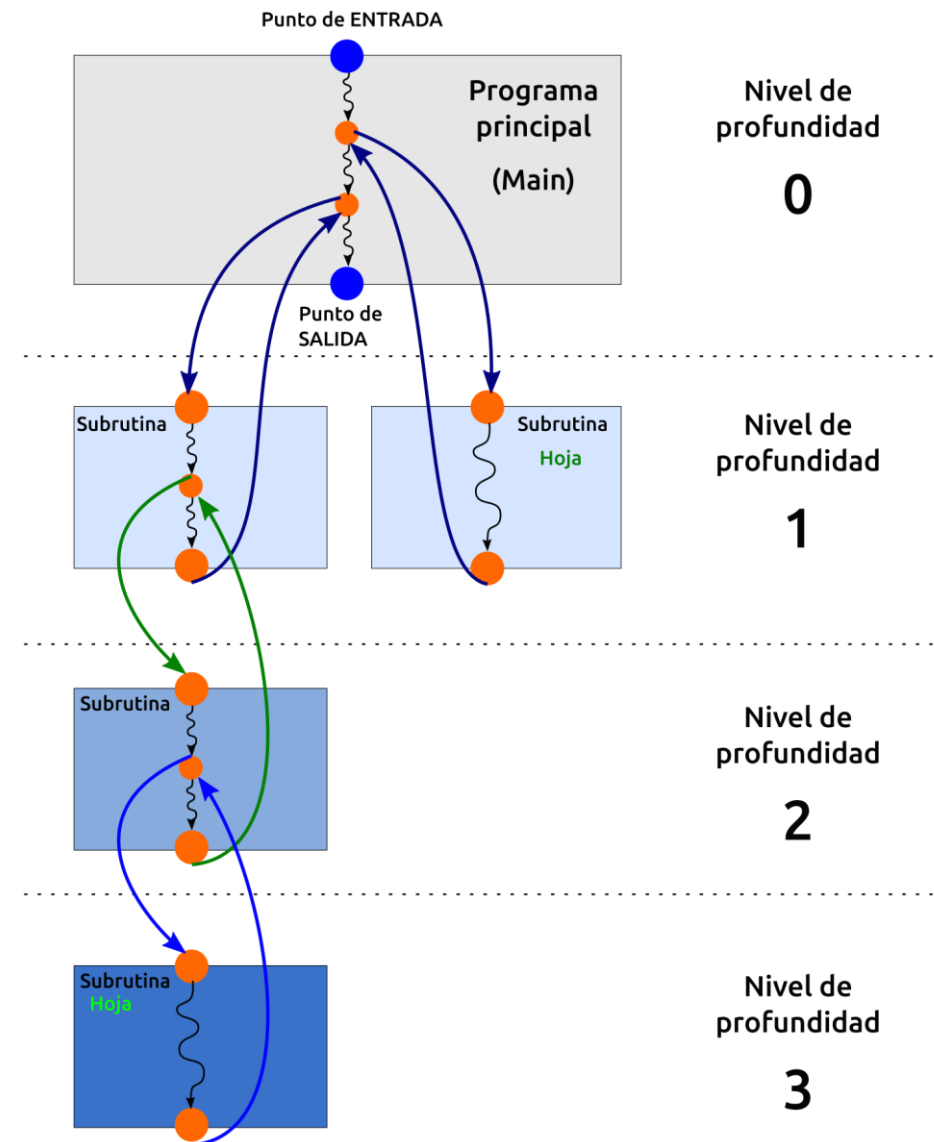 Punto de ENTRADA
Programa
principal
(Main)
Nivel de
profundidad
0
Punto de
SALIDA
Subrutina
Subrutina
Hoja
Nivel de
profundidad
1
Subrutina
Nivel de
profundidad
2
Subrutina
Hoja
Nivel de
profundidad
3